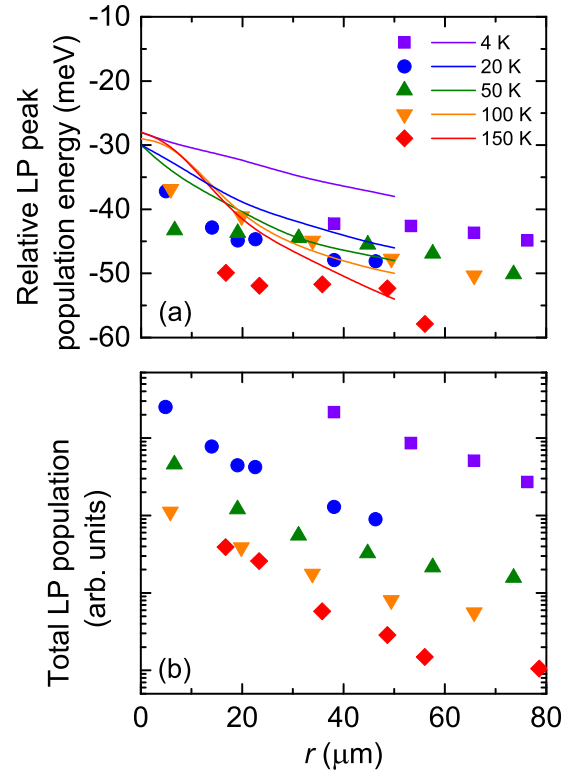 -10
-20
-30
-40
-50
-60
Relative LP peak
population energy (meV)
4 K
20 K
50 K
100 K
150 K
(a)
Total LP population
(arb. units)
(b)
0
20
40
60
80
r (μm)